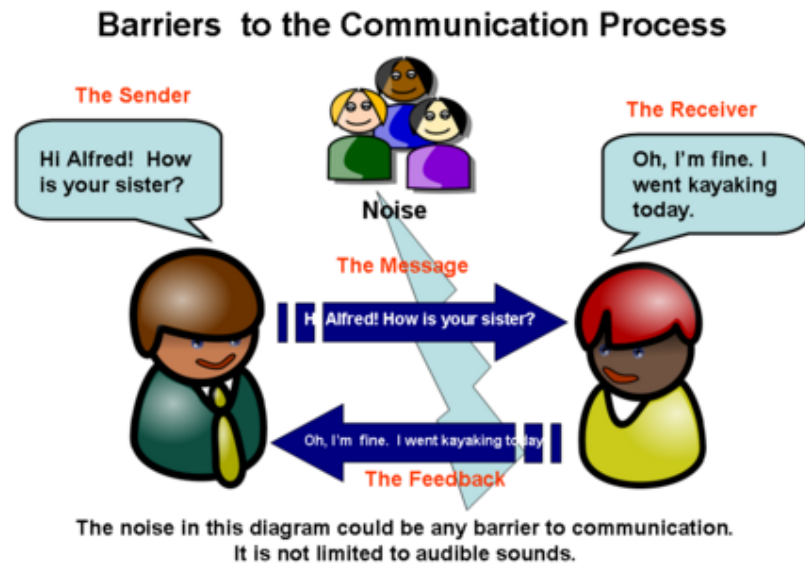 Barriers to the Communication Process
The Sender
The Receiver
Hi Alfred! How
is your sister?
Oh, I'm fine. I
went kayaking
today.
Noise
The Message
Hi Alfred! How is your sister?
Oh, I'm fine. I went kayaking today
The Feedback
The noise in this diagram could be any barrier to communication.
It is not limited to audible sounds.